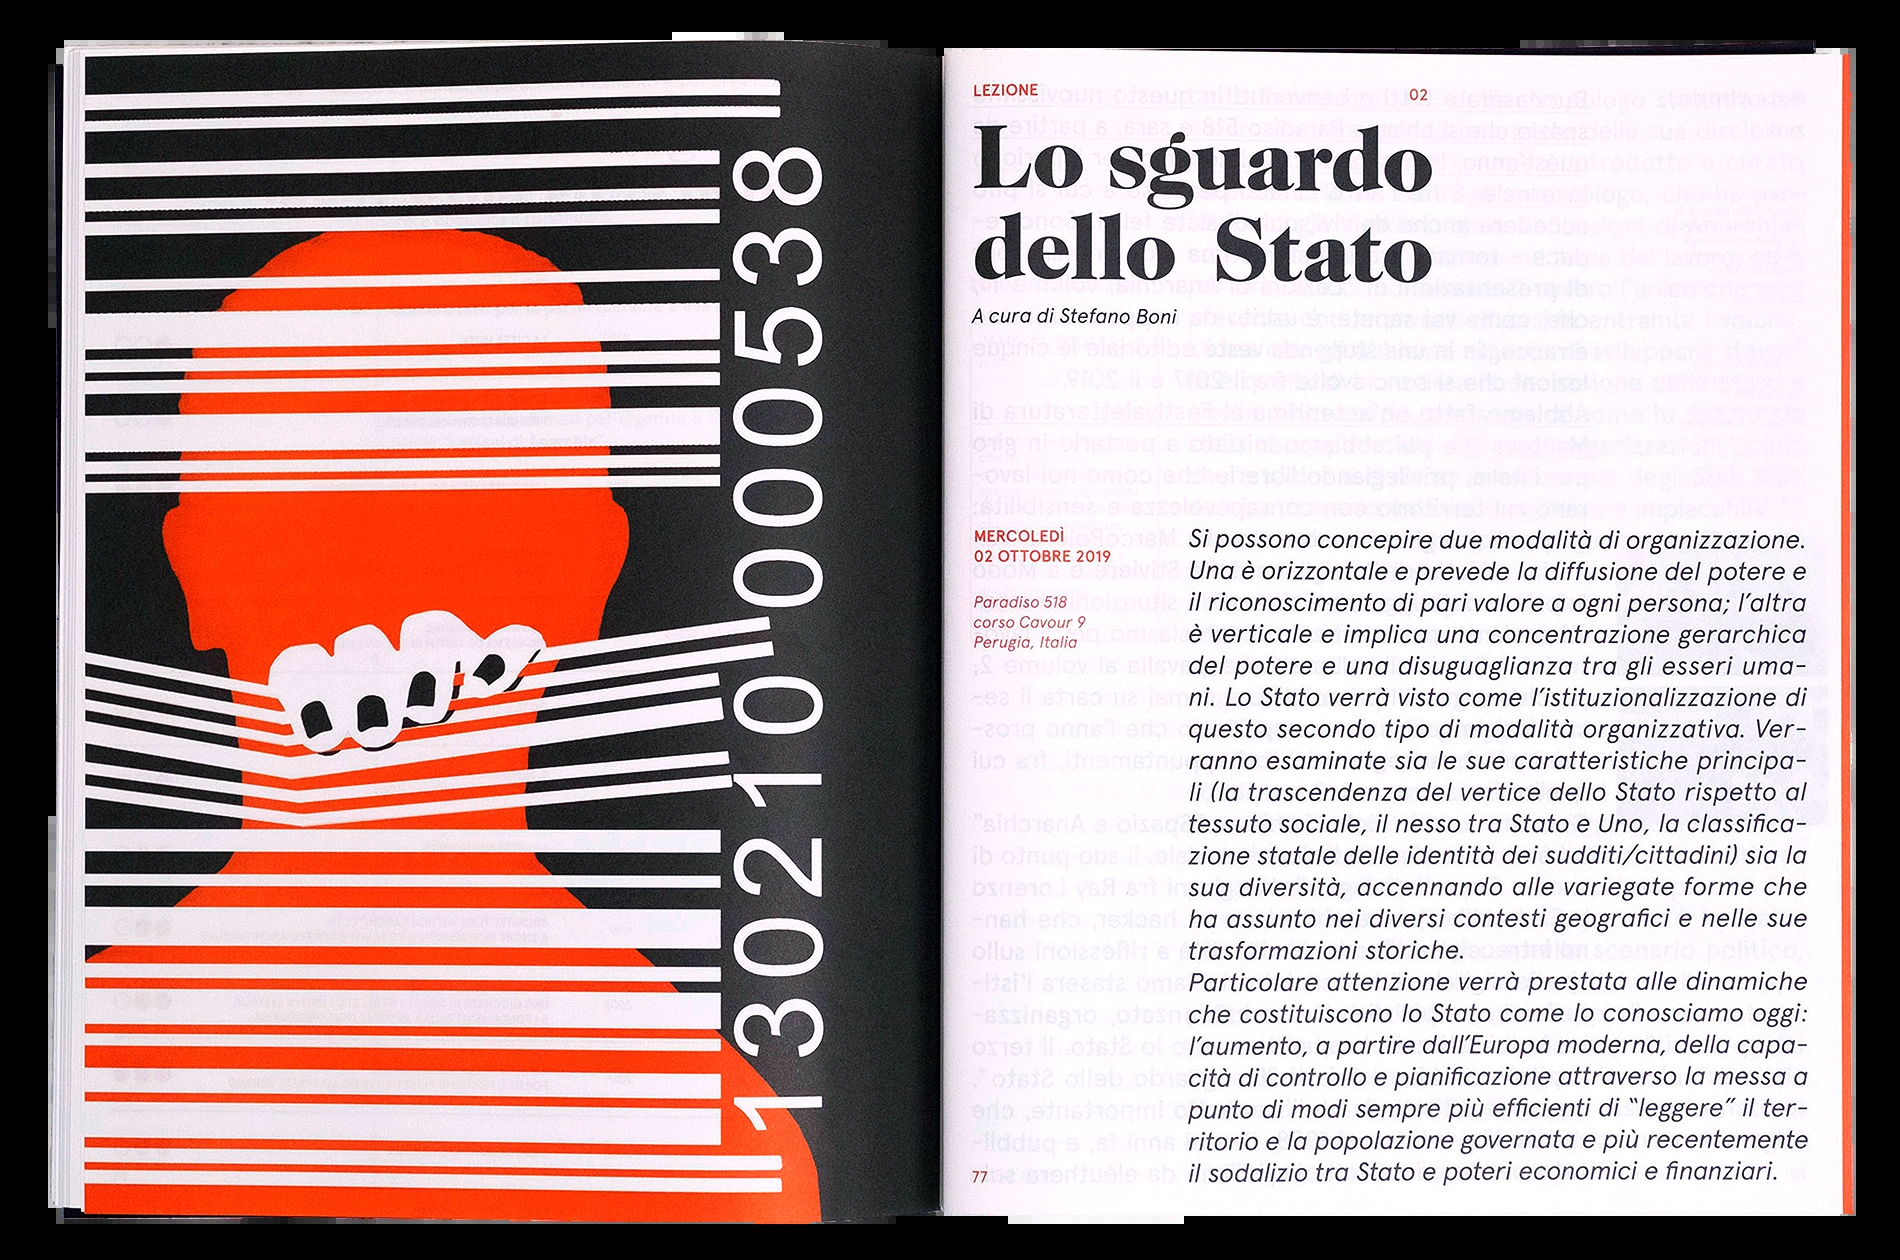 130210000538
LEZIONE
02
Lo sguardo
dello Stato
A cura di Stefano Boni
MERCOLEDÌ
02 OTTOBRE 2019
Paradiso 518
corso Cavour 9
Perugia, Italia
Si possono concepire due modalità di organizzazione.
Una è orizzontale e prevede la diffusione del potere e
il riconoscimento di pari valore a ogni persona; l’altra
è verticale e implica una concentrazione gerarchica
del potere e una disuguaglianza tra gli esseri uma-
ni. Lo Stato verrà visto come l’istituzionalizzazione di
questo secondo tipo di modalità organizzativa. Ver-
ranno esaminate sia le sue caratteristiche principa-
li (la trascendenza del vertice dello Stato rispetto al
tessuto sociale, il nesso tra Stato e Uno, la classifica-
zione statale delle identità dei sudditi/cittadini) sia la
sua diversità, accennando alle variegate forme che
ha assunto nei diversi contesti geografici e nelle sue
trasformazioni storiche.
Particolare attenzione verrà prestata alle dinamiche
che costituiscono lo Stato come lo conosciamo oggi:
l’aumento, a partire dall’Europa moderna, della capa-
cità di controllo e pianificazione attraverso la messa a
punto di modi sempre più efficienti di “leggere” il ter-
ritorio e la popolazione governata e più recentemente
il sodalizio tra Stato e poteri economici e finanziari.
77